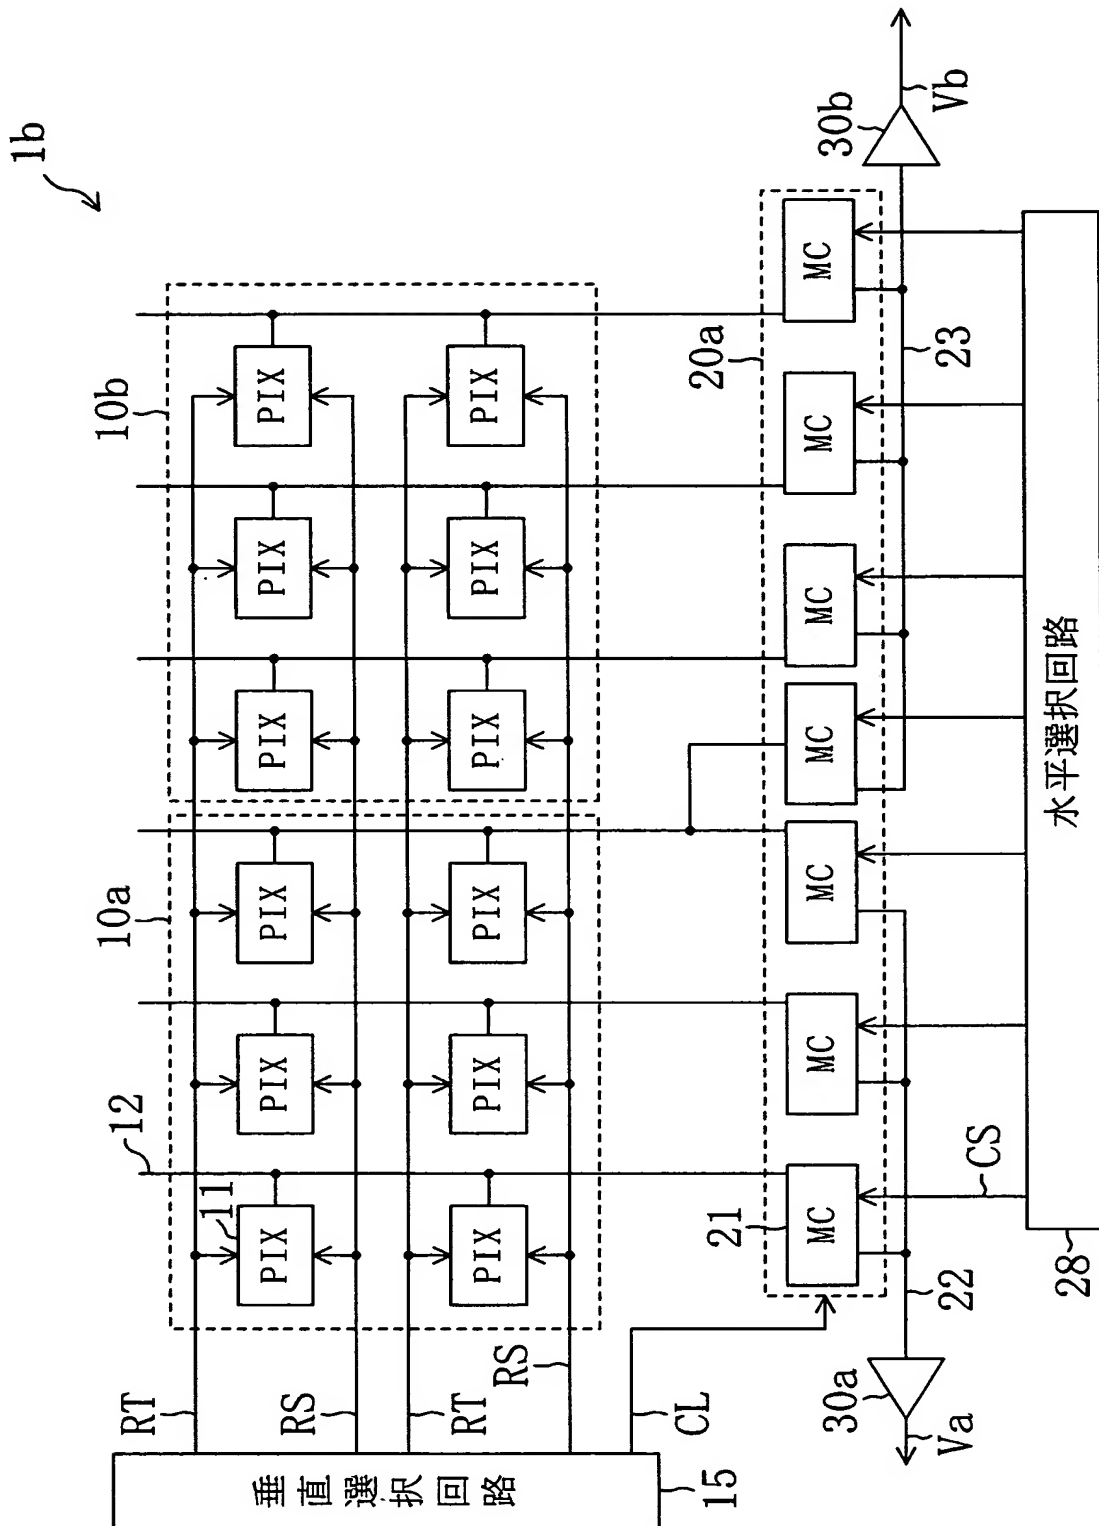 1b
10a
10b
12
RT
11
PIX
PIX
PIX
PIX
PIX
PIX
RS
RT
PIX
PIX
PIX
PIX
PIX
PIX
RS
CL
垂直選択回路
15
20a
21
MC
MC
MC
MC
MC
MC
MC
30a
Va
22
CS
23
30b
Vb
水平選択回路
28